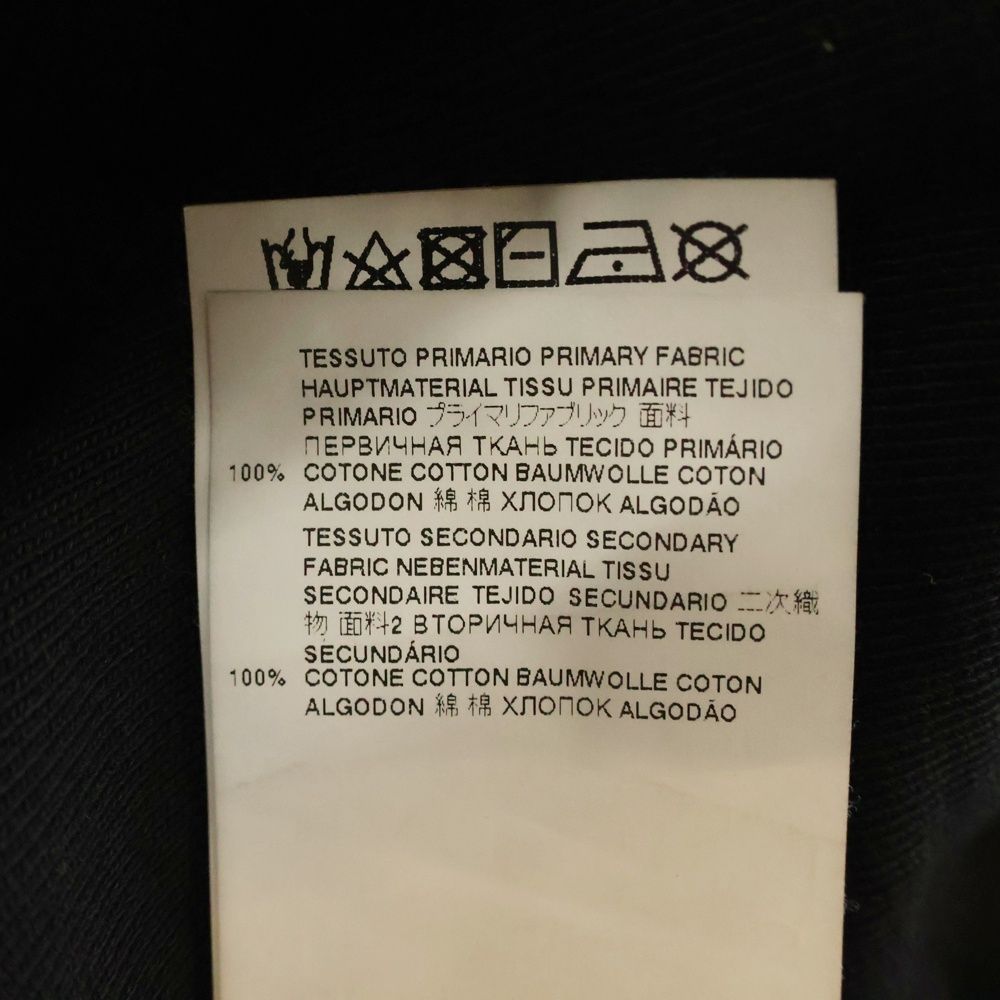 TESSUTO PRIMARIO PRIMARY FABRIC
HAUPTMATERIAL TISSU PRIMAIRE TEJIDO
PRIMARIO プライマリファブリック 面料
ПЕРВИЧНАЯ ТКАНЬ TECIDO PRIMÁRIO
100% COTONE COTTON BAUMWOLLE COTON
ALGODON 綿 棉 ХЛОПОК ALGODÃO
TESSUTO SECONDARIO SECONDARY
FABRIC NEBENMATERIAL TISSU
SECONDAIRE TEJIDO SECUNDARIO 二次織
物 面料2 ВТОРИЧНАЯ ТКАНЬ TECIDO
SECUNDÁRIO
100% COTONE COTTON BAUMWOLLE COTON
ALGODON 綿 棉 ХЛОПОК ALGODÃO